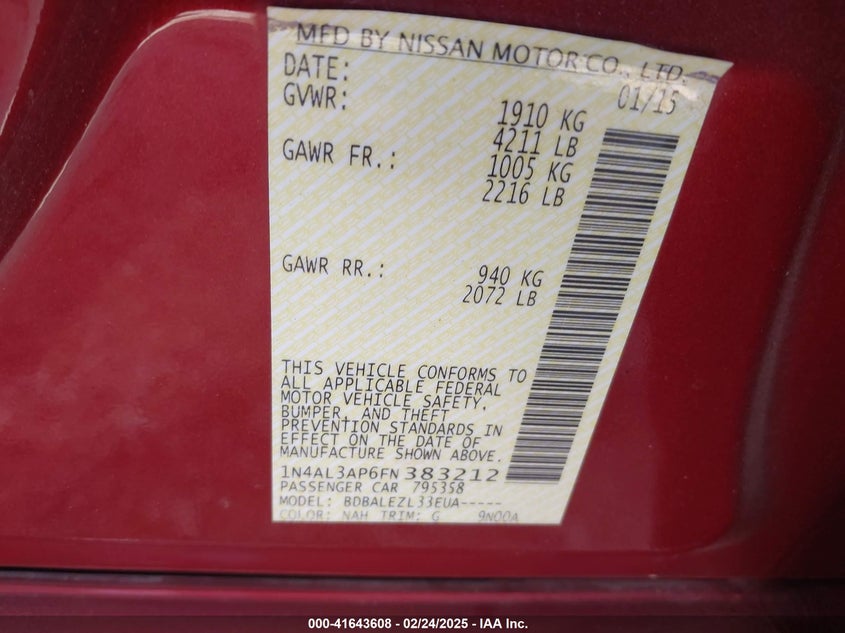 MFD BY NISSAN MOTOR CO., LTD.
DATE: 01/15
GVWR: 1910 KG
4211 LB
GAWR FR.: 1005 KG
2216 LB
GAWR RR.: 940 KG
2072 LB
THIS VEHICLE CONFORMS TO
ALL APPLICABLE FEDERAL
MOTOR VEHICLE SAFETY,
BUMPER, AND THEFT
PREVENTION STANDARDS IN
EFFECT ON THE DATE OF
MANUFACTURE SHOWN ABOVE.
1N4AL3AP6FN383212
PASSENGER CAR 795358
MODEL: BDBALEZL33EUA-----
COLOR: NAH TRIM: G 9N00A
000-41643608 - 02/24/2025 - IAA Inc.